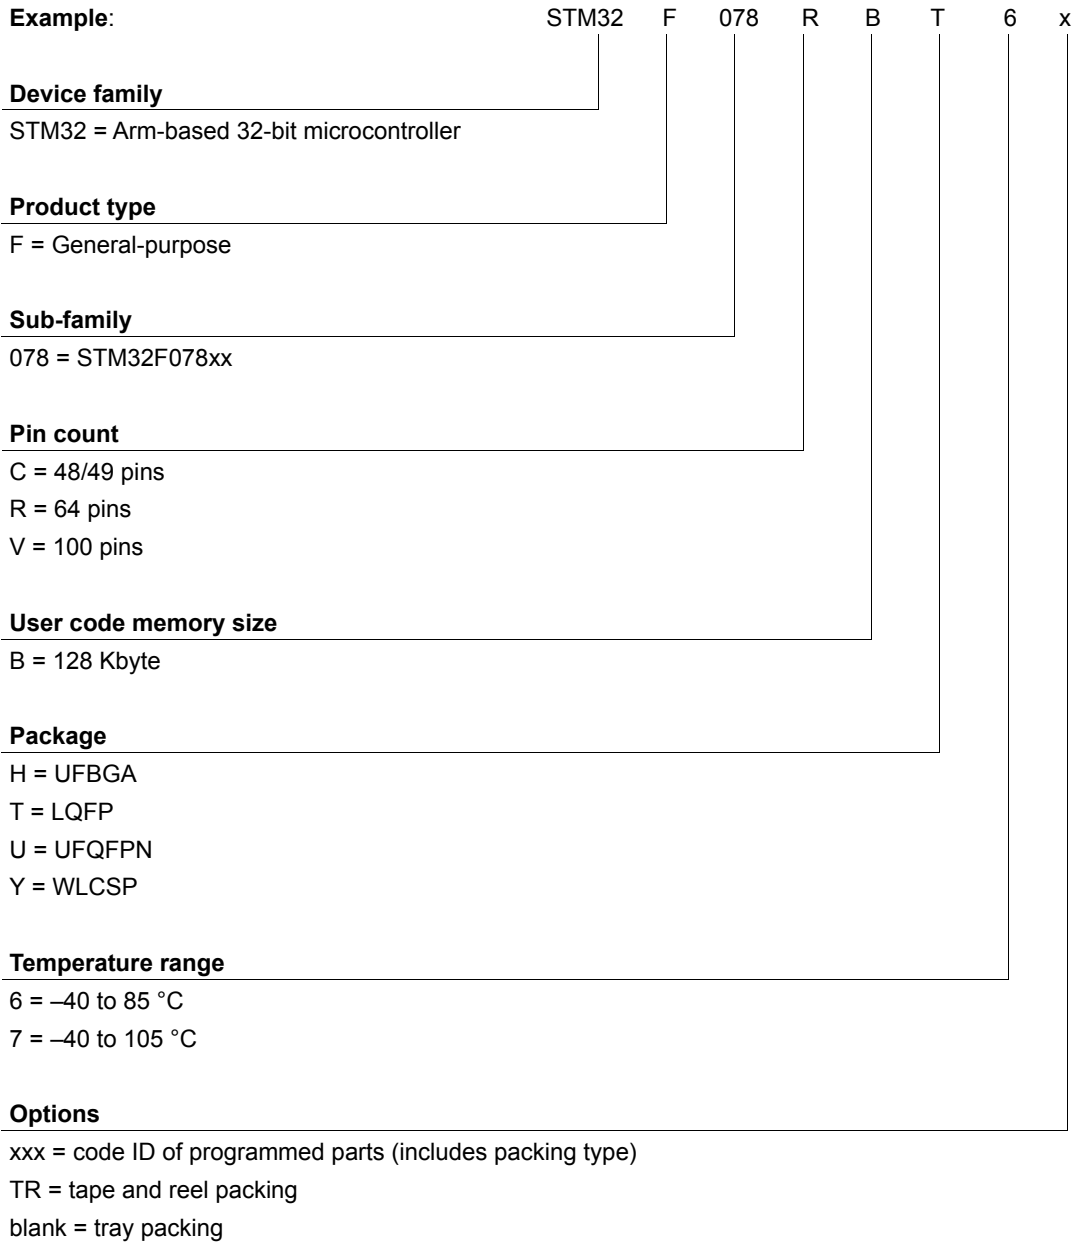 Example: STM32 F 078 R B T 6 x
Device family
STM32 = Arm-based 32-bit microcontroller
Product type
F = General-purpose
Sub-family
078 = STM32F078xx
Pin count
C = 48/49 pins
R = 64 pins
V = 100 pins
User code memory size
B = 128 Kbyte
Package
H = UFBGA
T = LQFP
U = UFQFPN
Y = WLCSP
Temperature range
6 = –40 to 85 °C
7 = –40 to 105 °C
Options
xxx = code ID of programmed parts (includes packing type)
TR = tape and reel packing
blank = tray packing